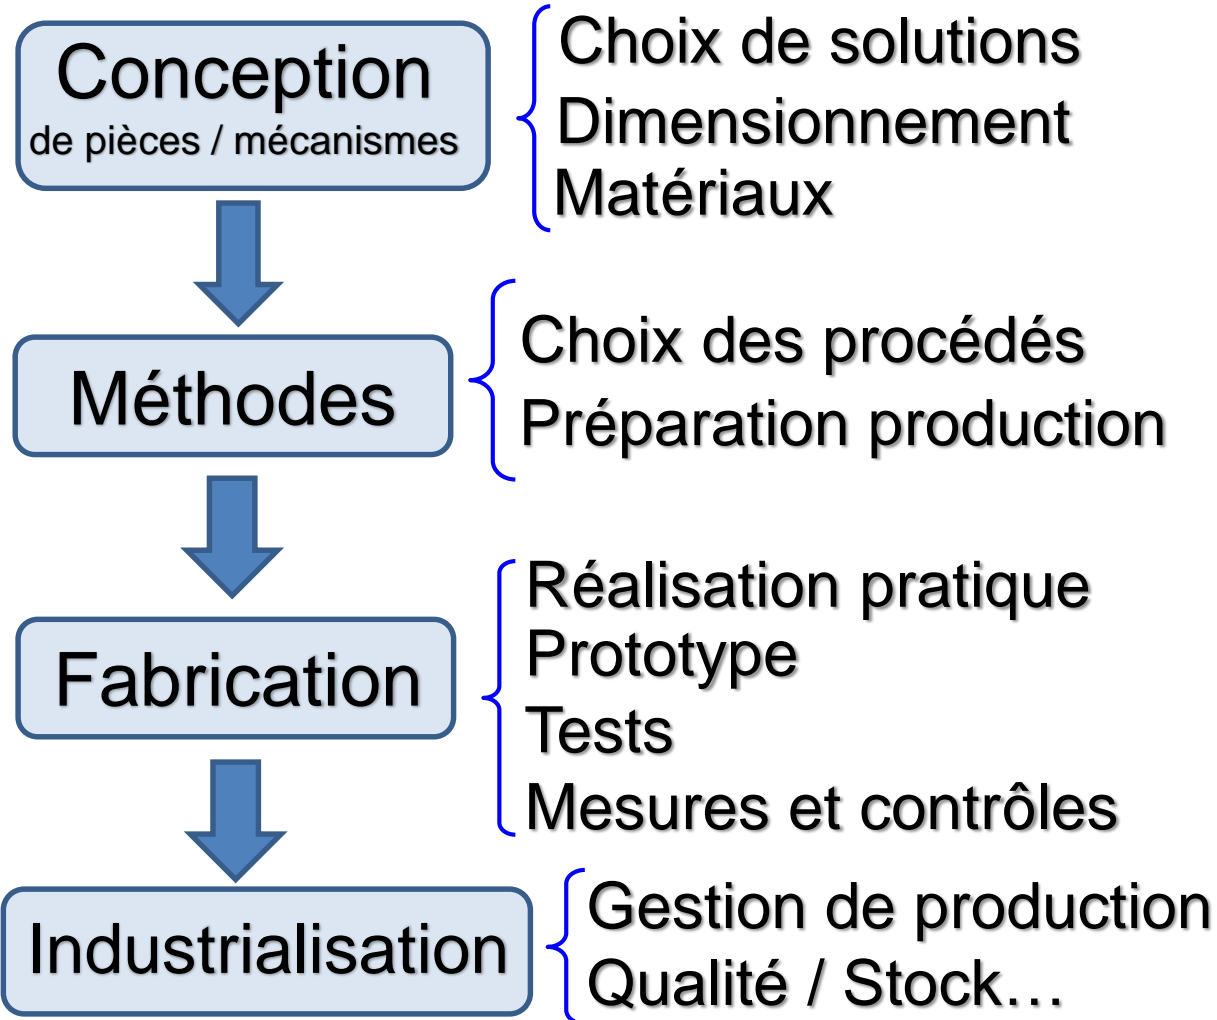 Conception
de pièces / mécanismes
Choix de solutions
Dimensionnement
Matériaux
Méthodes
Choix des procédés
Préparation production
Fabrication
Réalisation pratique
Prototype
Tests
Mesures et contrôles
Industrialisation
Gestion de production
Qualité / Stock…